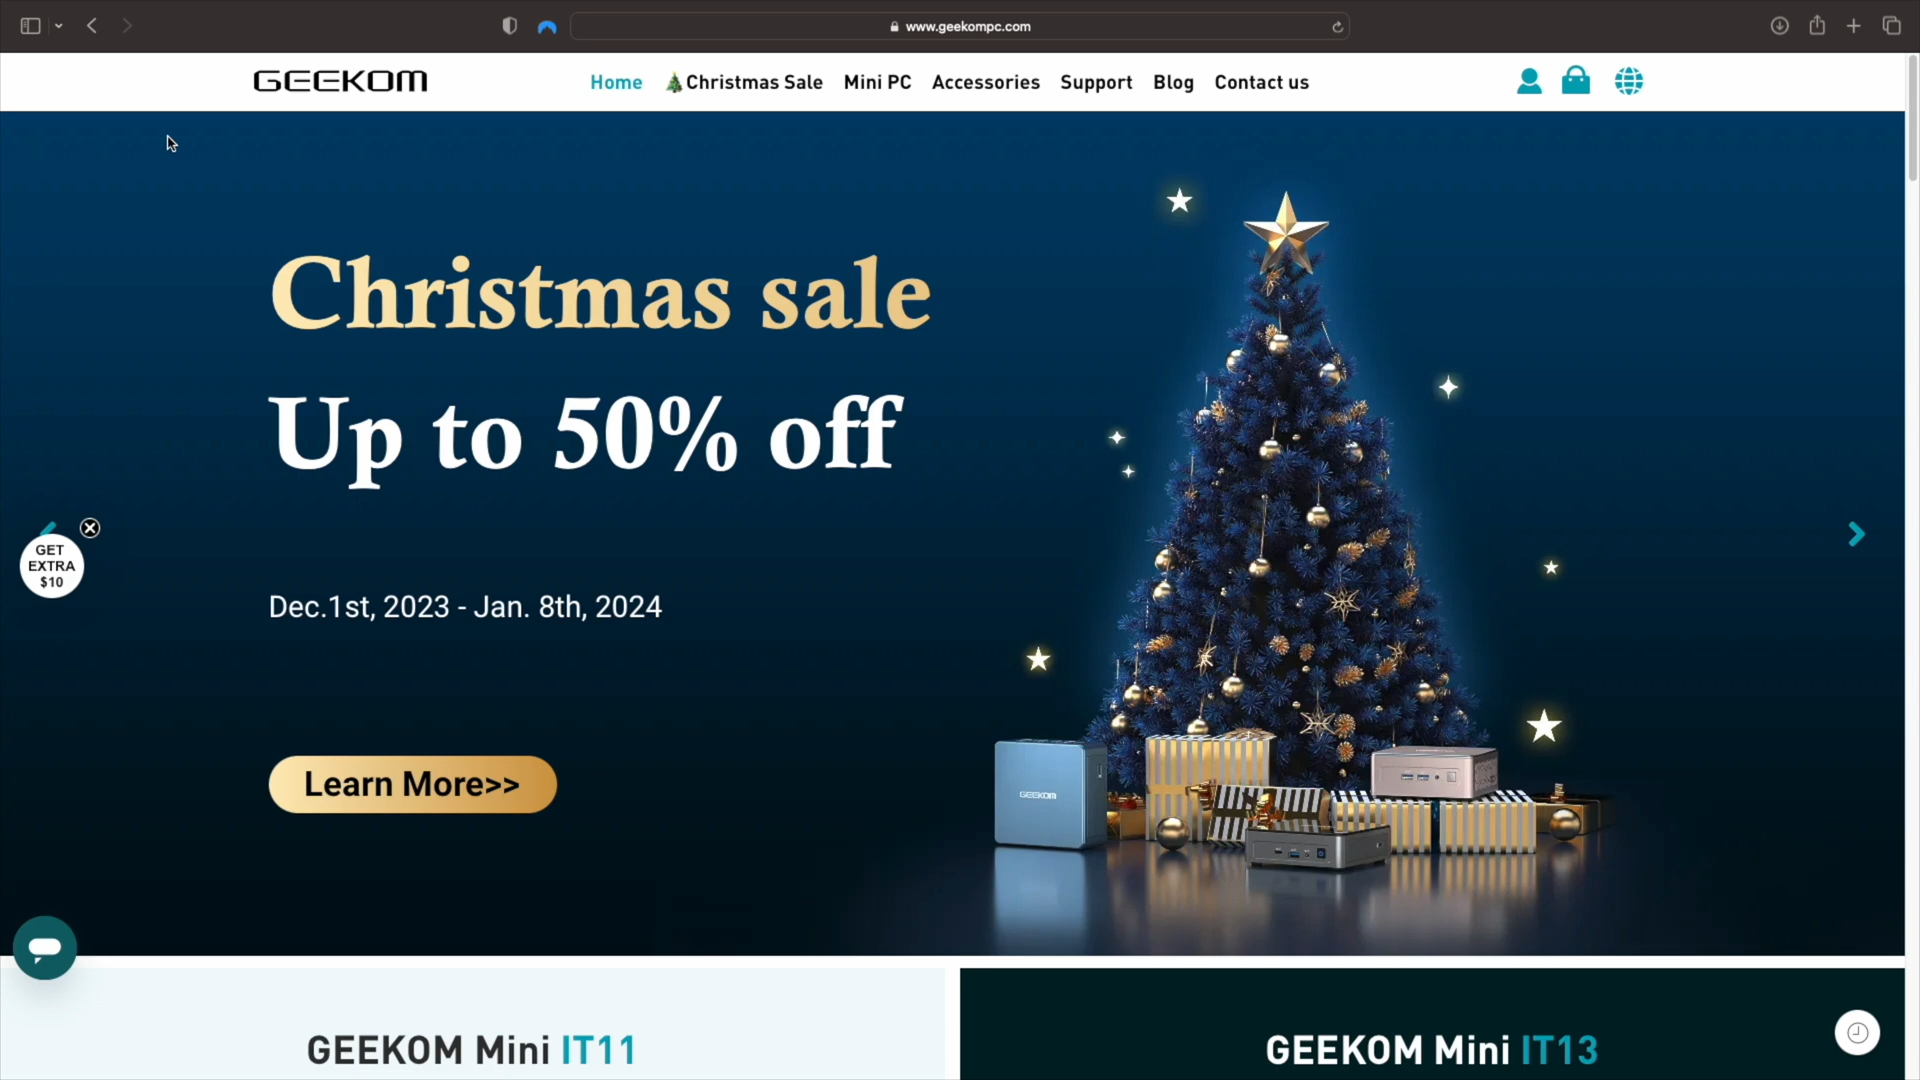 www.geekompc.com
GEEKOM
Home
Christmas Sale
Mini PC
Accessories
Support
Blog
Contact us
Christmas sale
Up to 50% off
GET
EXTRA
$10
Dec.1st, 2023 - Jan. 8th, 2024
Learn More>>
GEEKOM
GEEKOM Mini IT11
GEEKOM Mini IT13